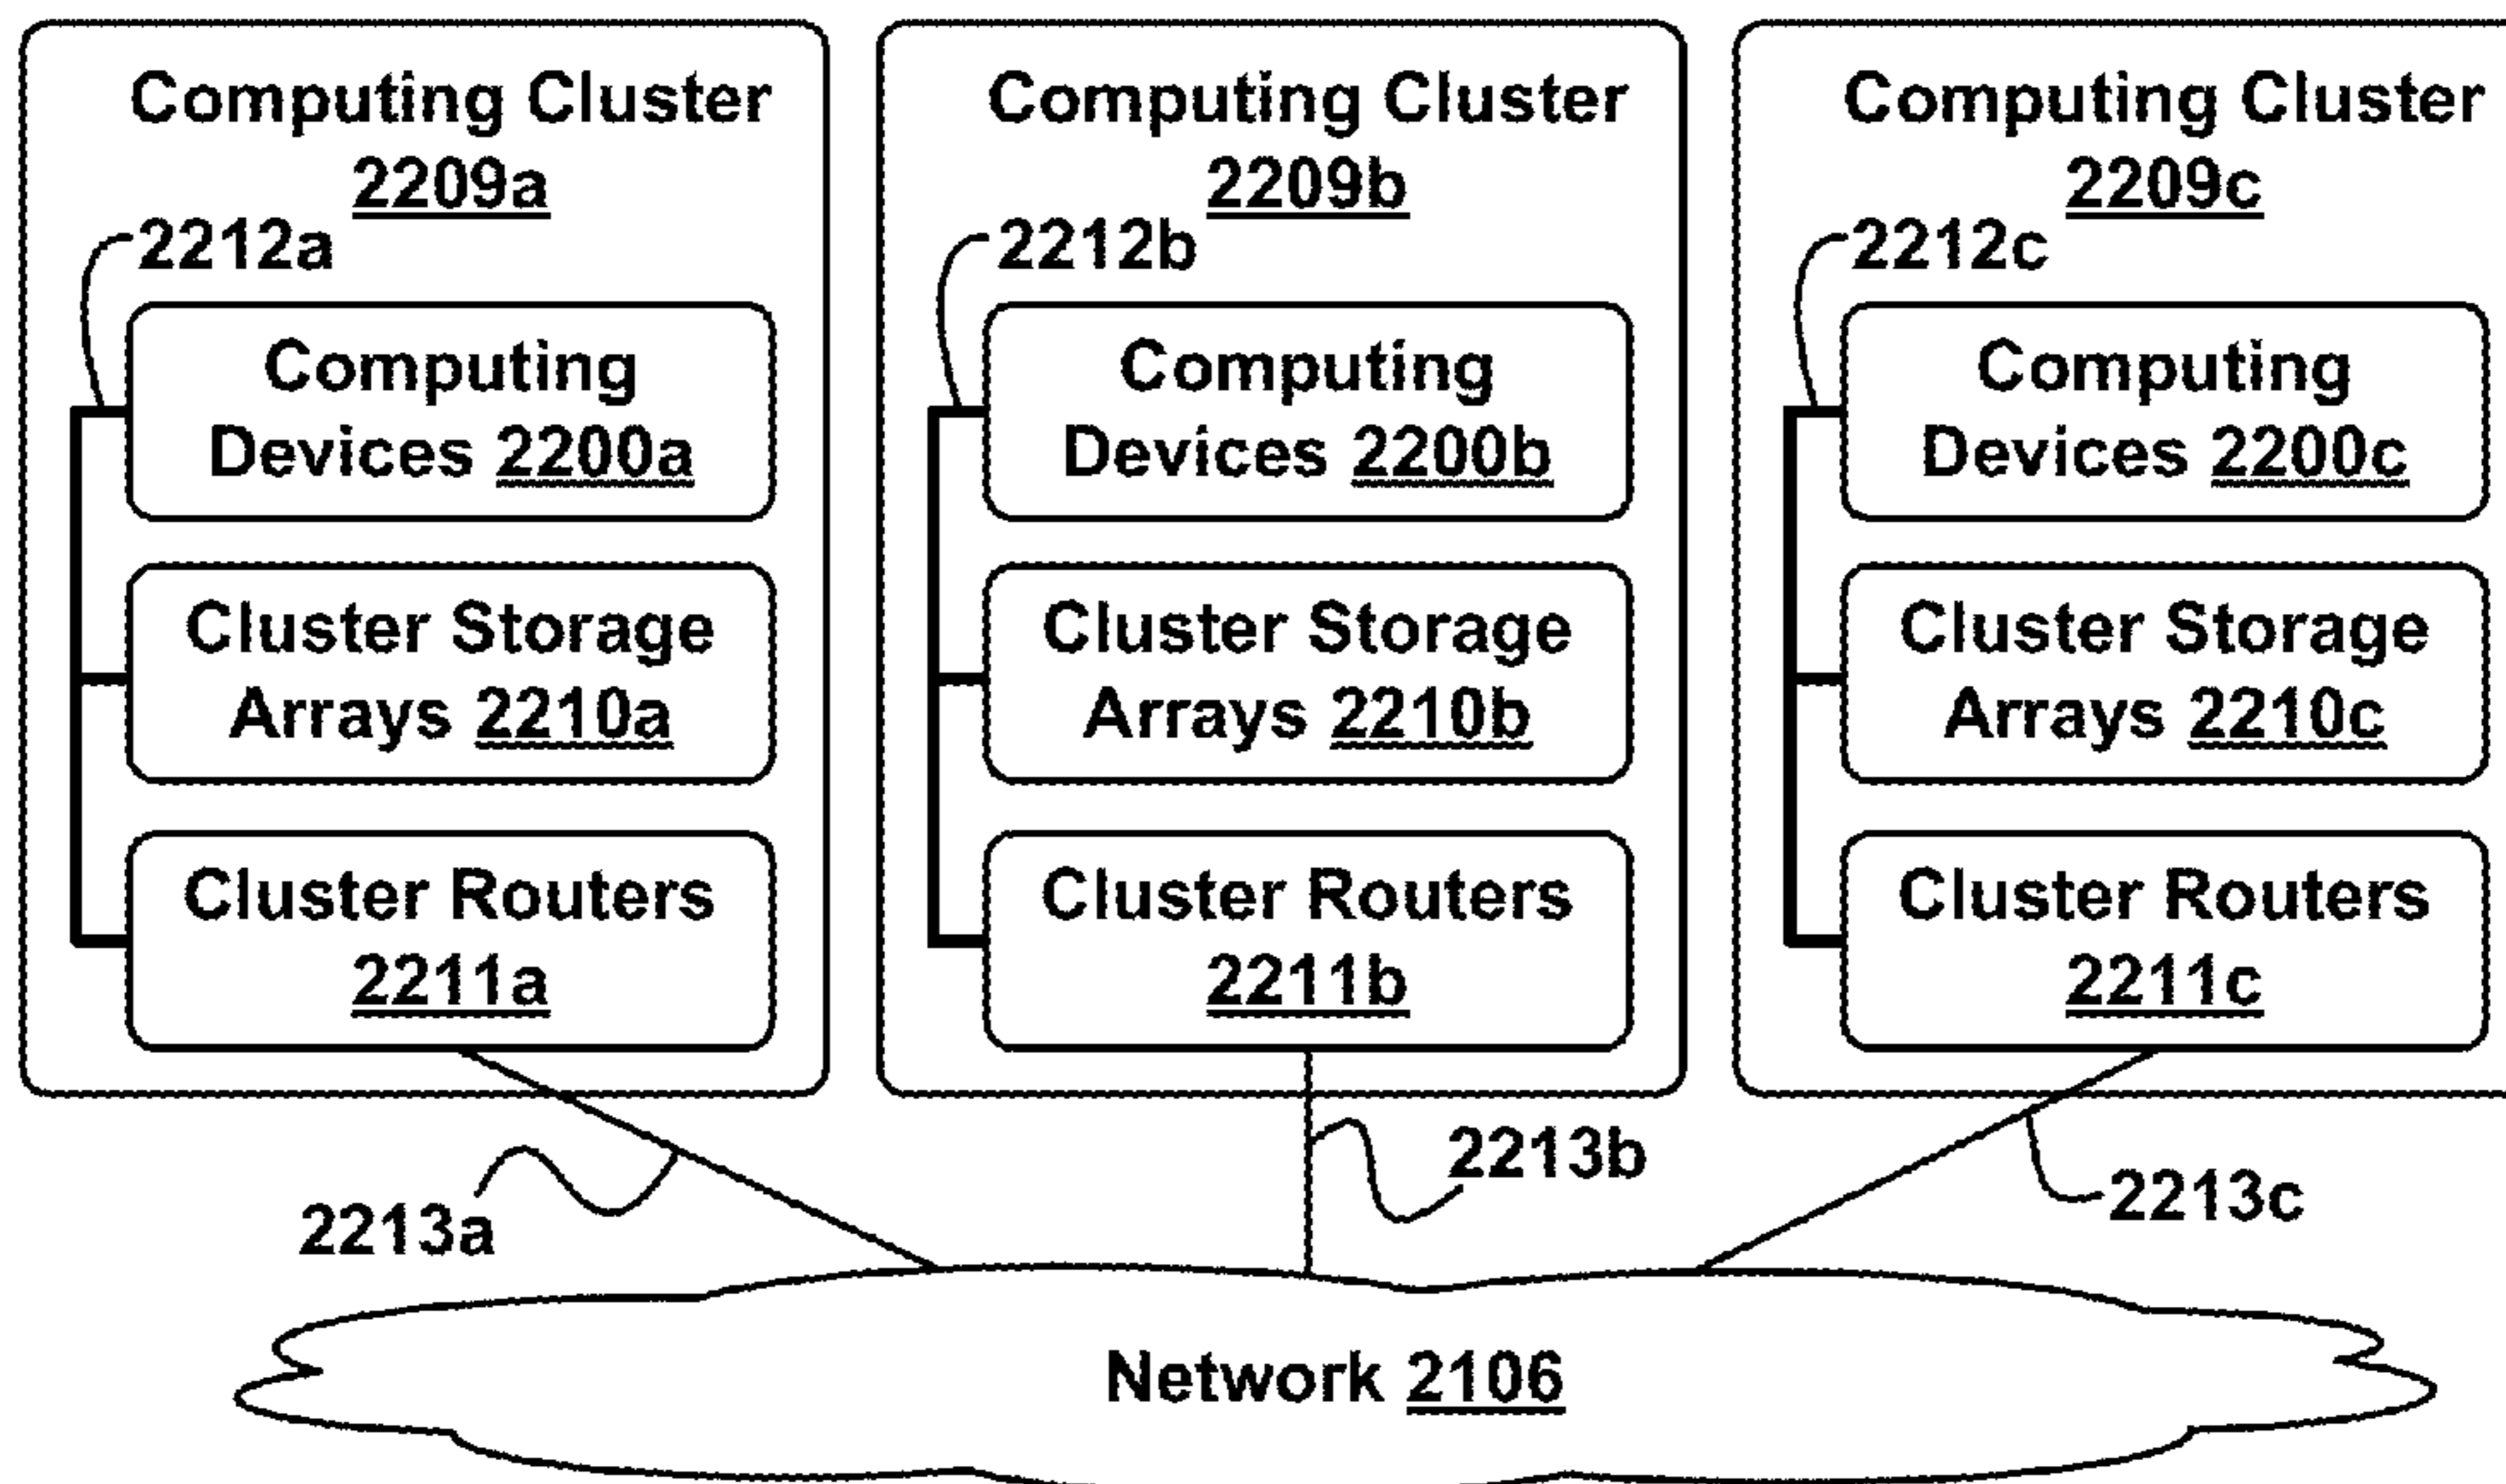 Computing Cluster
2209a
2212a
Computing
Devices 2200a
Cluster Storage
Arrays 2210a
Cluster Routers
2211a
Computing Cluster
2209b
2212b
Computing
Devices 2200b
Cluster Storage
Arrays 2210b
Cluster Routers
2211b
Computing Cluster
2209c
2212c
Computing
Devices 2200c
Cluster Storage
Arrays 2210c
Cluster Routers
2211c
2213a
2213b
2213c
Network 2106